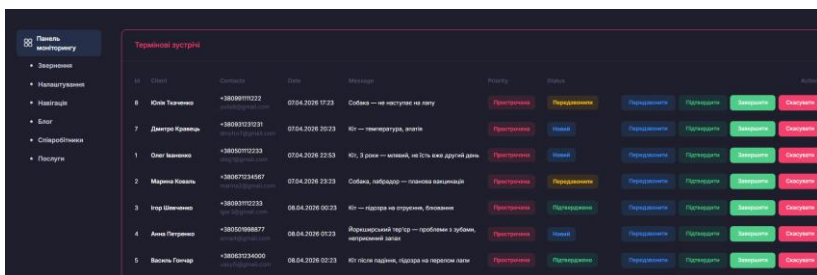 Панель
моніторингу
Звернення
Налаштування
Навігація
Блог
Співробітники
Послуги
Термінові зустрічі
Id Client Contacts Date Message Priority Status
6 Юлія Ткаченко +380991111222 07.04.2026 17:23 Собака — не наступає на лапу Прострочена Передзвонити Передзвонити Підтвердити Завершити Скасувати
7 Дмитро Кравець +380931231231 07.04.2026 20:23 Кіт — температура, апатія Прострочена Новий Передзвонити Підтвердити Завершити Скасувати
1 Олег Іваненко +380501112233 07.04.2026 22:53 Кіт, 3 роки — млявий, не їсть вже другий день Прострочена Новий Передзвонити Підтвердити Завершити Скасувати
2 Марина Коваль +380671234567 07.04.2026 23:23 Собака, лабрадор — планова вакцинація Прострочена Передзвонити Передзвонити Підтвердити Завершити Скасувати
3 Ігор Шевченко +380931112233 08.04.2026 00:23 Кіт — підозра на отруєння, блювання Прострочена Підтверджено Передзвонити Підтвердити Завершити Скасувати
4 Анна Петренко +380501998877 08.04.2026 01:23 Йоркширський тер'єр — проблеми з зубами,
неприємний запах Прострочена Новий Передзвонити Підтвердити Завершити Скасувати
5 Василь Гончар +380631234000 08.04.2026 02:23 Кіт після падіння, підозра на перелом лапи Прострочена Підтверджено Передзвонити Підтвердити Завершити Скасувати